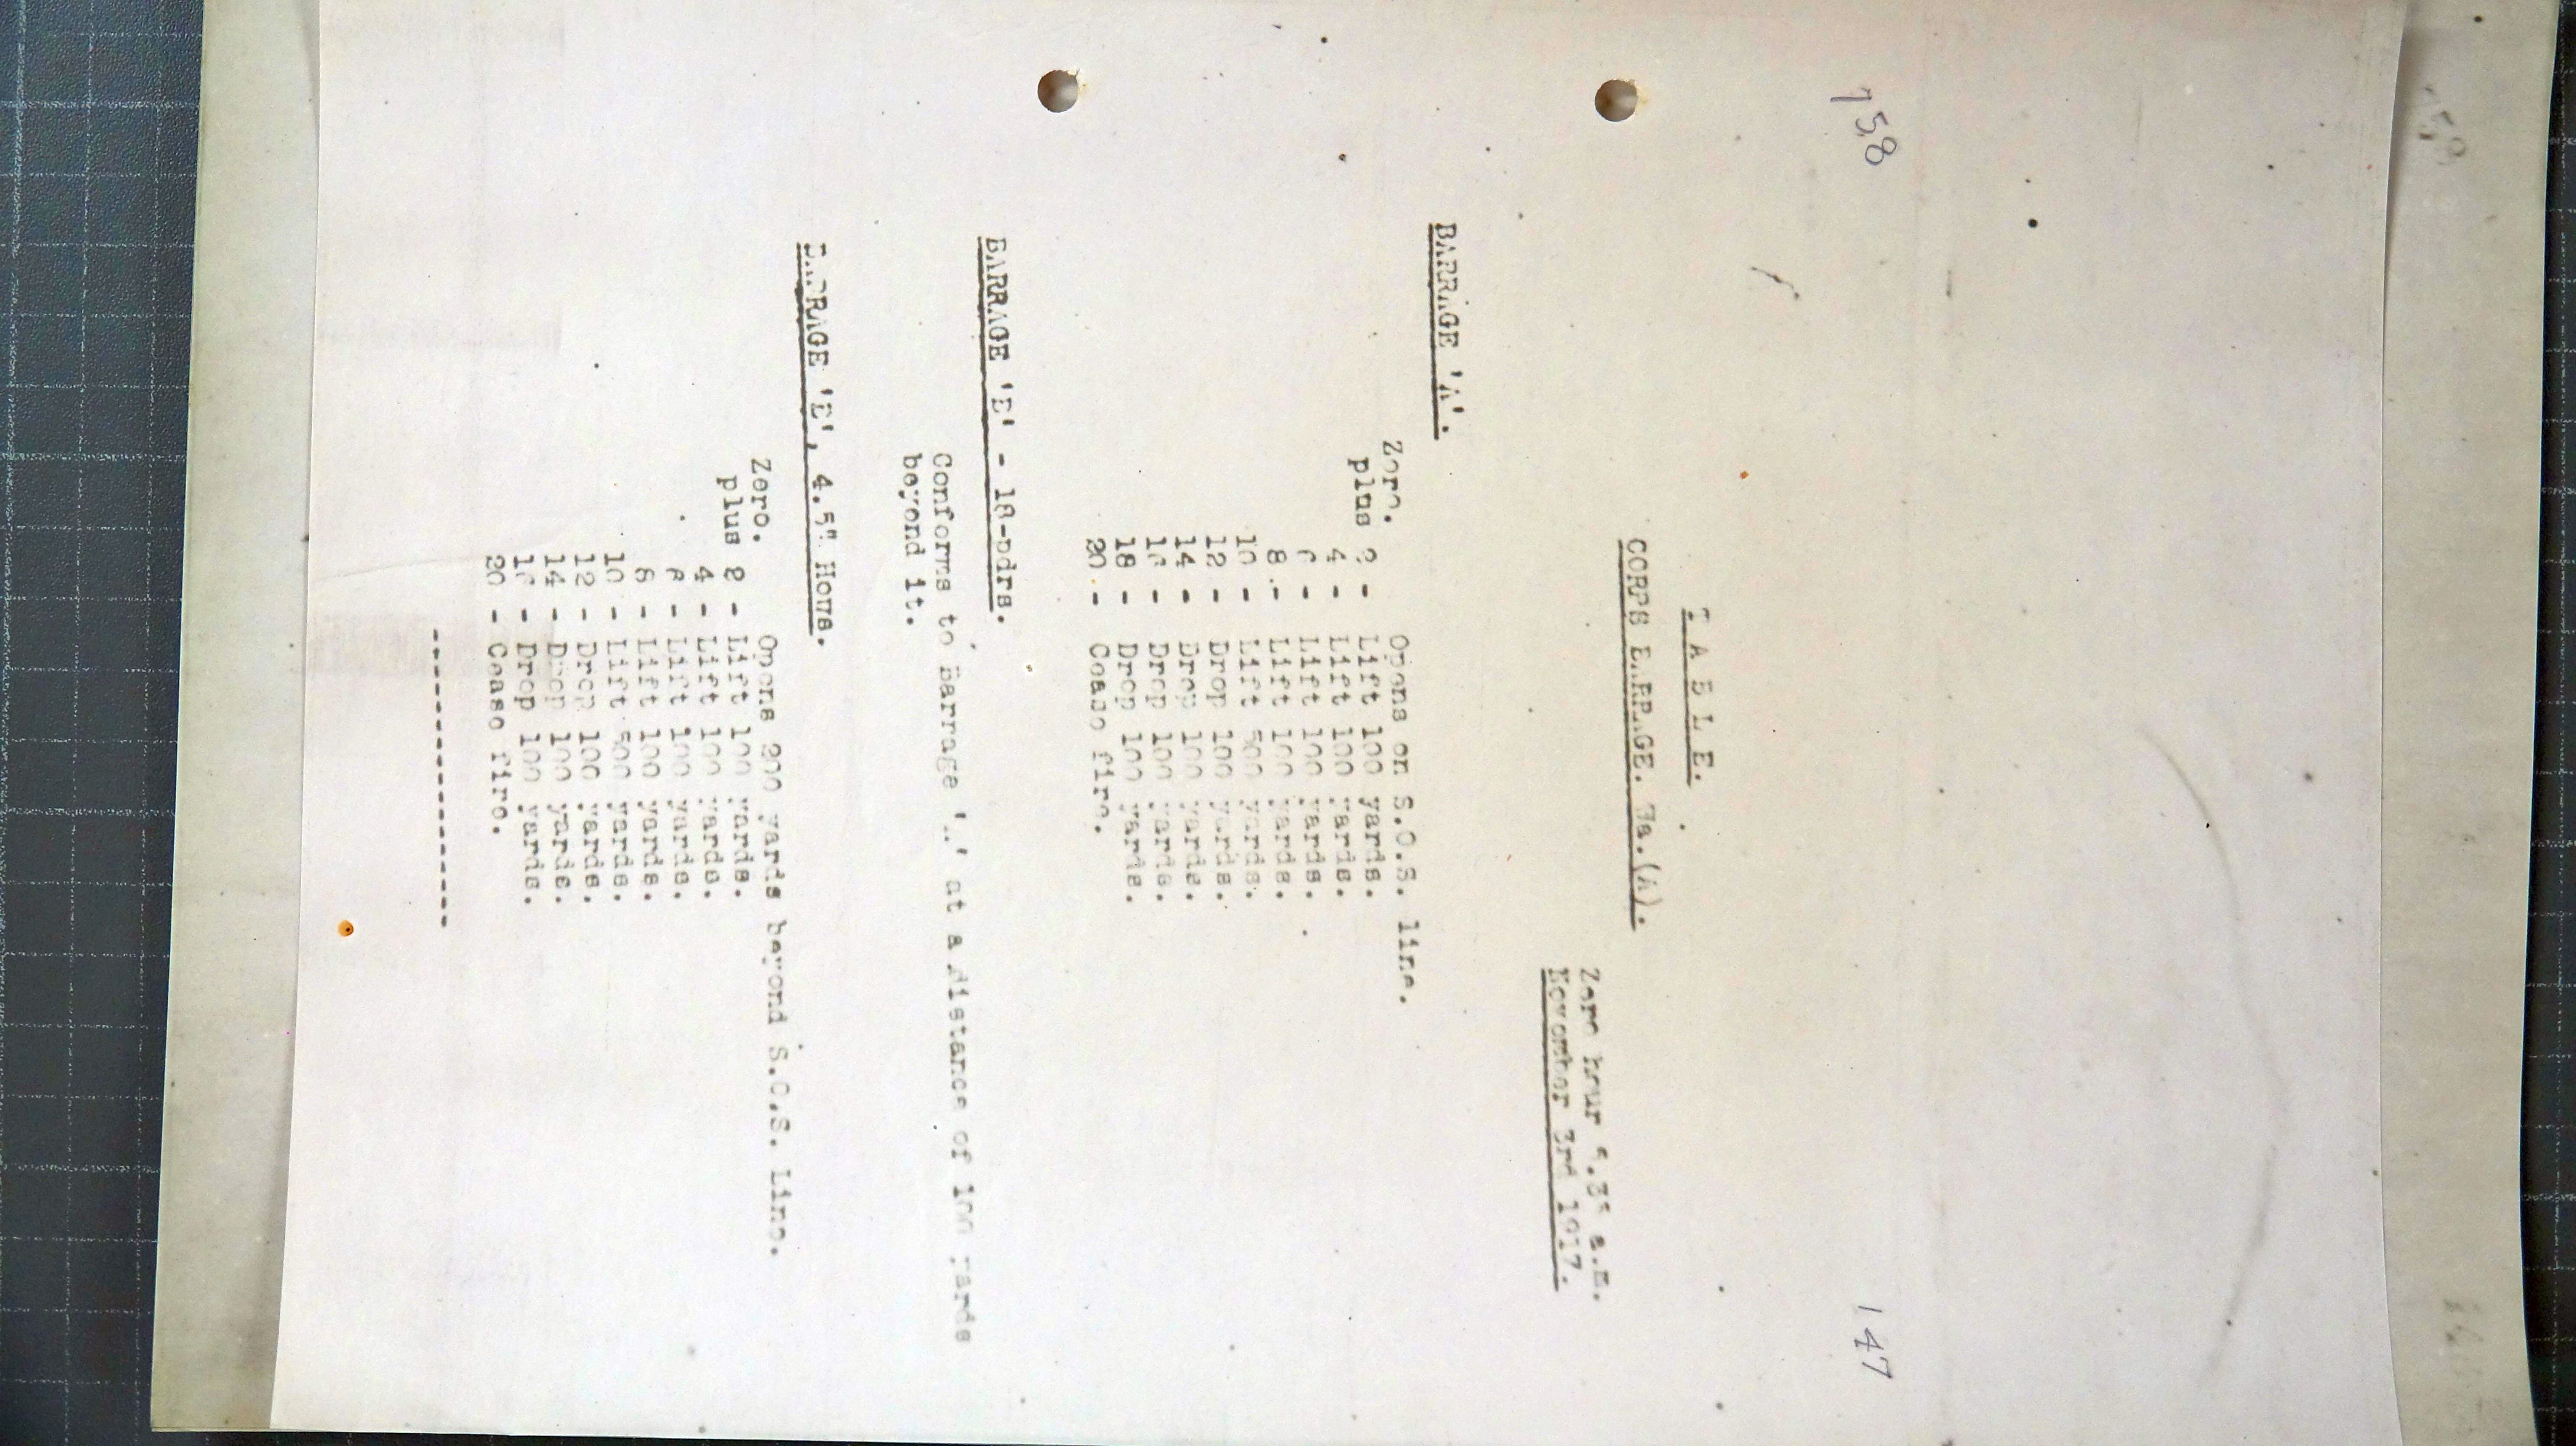 158
147
T A B L E.
CORPS BARRAGE. 3a.(A).
Zero hour 5.35 a.m.
November 3rd 1917.
BARRAGE 'A'.
Zero. Opens on S.O.S. line.
plus 2 - Lift 100 yards.
4 - Lift 100 yards.
6 - Lift 100 yards.
8 - Lift 100 yards.
10 - Lift 500 yards.
12 - Drop 100 yards.
14 - Drop 100 yards.
16 - Drop 100 yards.
18 - Drop 100 yards.
20 - Cease fire.
BARRAGE 'B' - 18-pdrs.
Conforms to Barrage 'A' at a distance of 100 yards
beyond it.
BARRAGE 'B', 4.5" Hows.
Zero. Opens 200 yards beyond S.O.S. Line.
plus 2 - Lift 100 yards.
4 - Lift 100 yards.
6 - Lift 100 yards.
8 - Lift 100 yards.
10 - Lift 500 yards.
12 - Drop 100 yards.
14 - Drop 100 yards.
16 - Drop 100 yards.
20 - Cease fire.